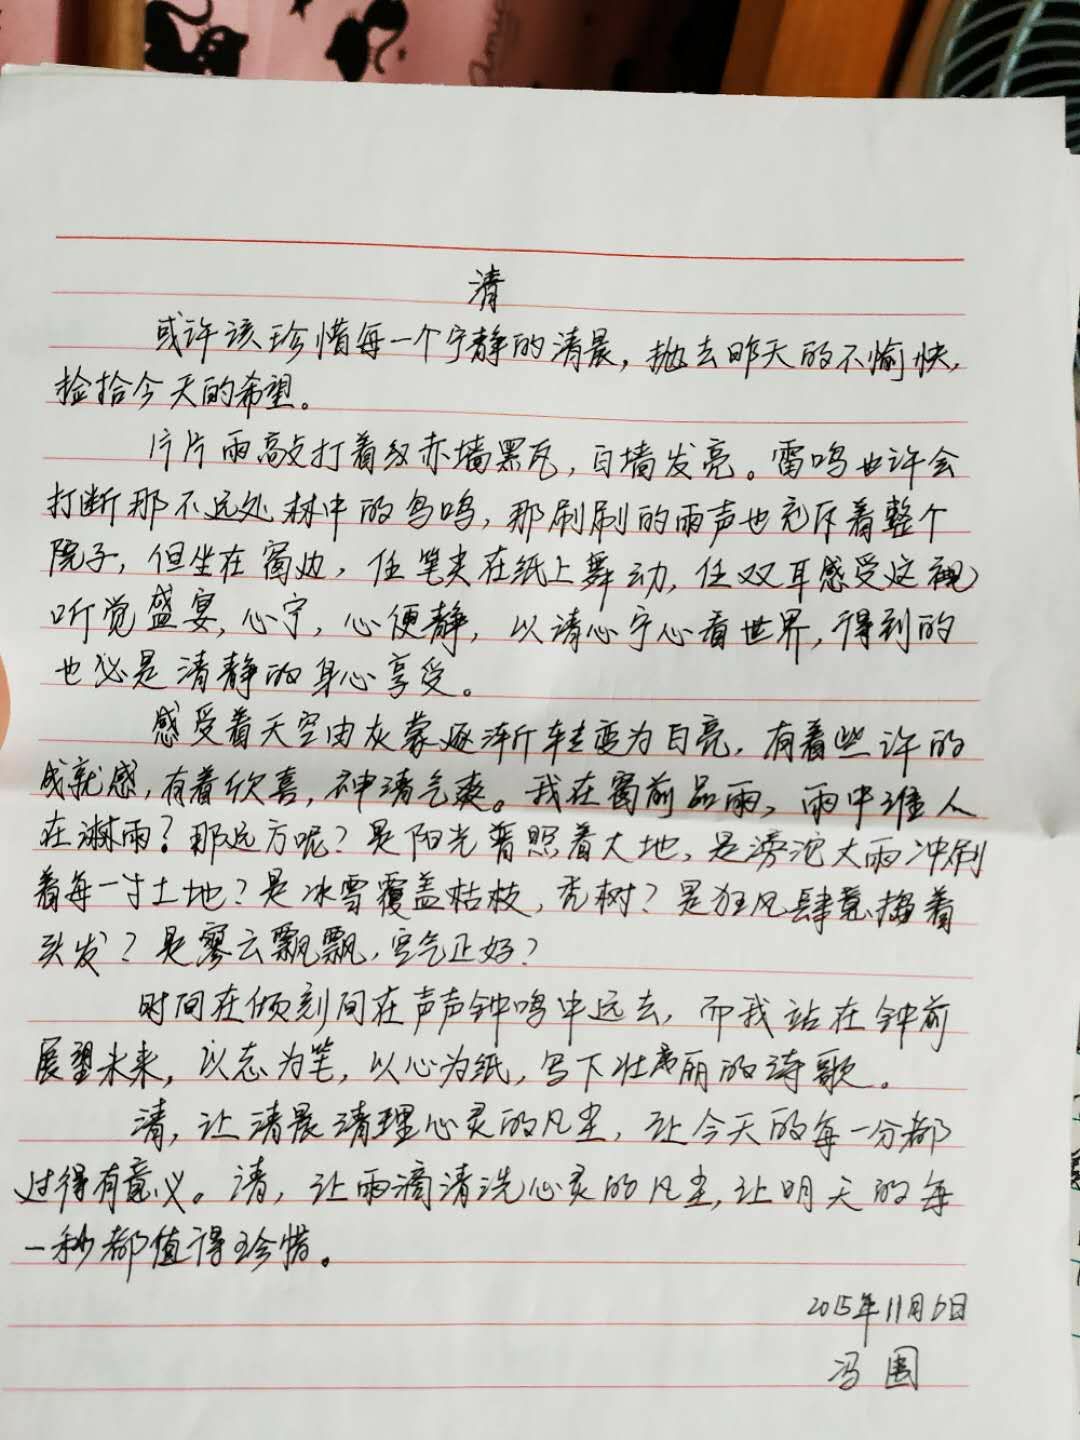 清
或许该珍惜每一个宁静的清晨，抛去昨天的不愉快，
捡拾今天的希望。
片片雨高点打着红赤墙黑瓦，白墙发亮。雷鸣也许会
打断那不远处林中的鸟鸣，那刷刷的雨声也充斥着整个
院子，但坐在窗边，任笔尖在纸上舞动，任双耳感受这视
听觉盛宴，心宁，心便静，以清心宁心看世界，得到的
也必是清静的身心享受。
感受着天空由灰蒙逐渐转变为白亮，有着些许的
成就感，有着欣喜，神清气爽。我在窗前品雨，雨中谁人
在淋雨？那远方呢？是阳光普照着大地，是滂沱大雨冲刷
着每一寸土地？是冰雪覆盖枯枝，秃树？是狂风肆意捣着
头发？是寥云飘飘，空气正好？
时间在倾刻间在声声钟鸣中远去，而我站在钟前
展望未来，以志为笔，以心为纸，写下壮丽的诗歌。
清，让清晨清理心灵的凡尘，让今天的每一分都
过得有意义。清，让雨滴清洗心灵的凡尘，让明天的每
一秒都值得珍惜。
2015年11月6日
冯国
Amy